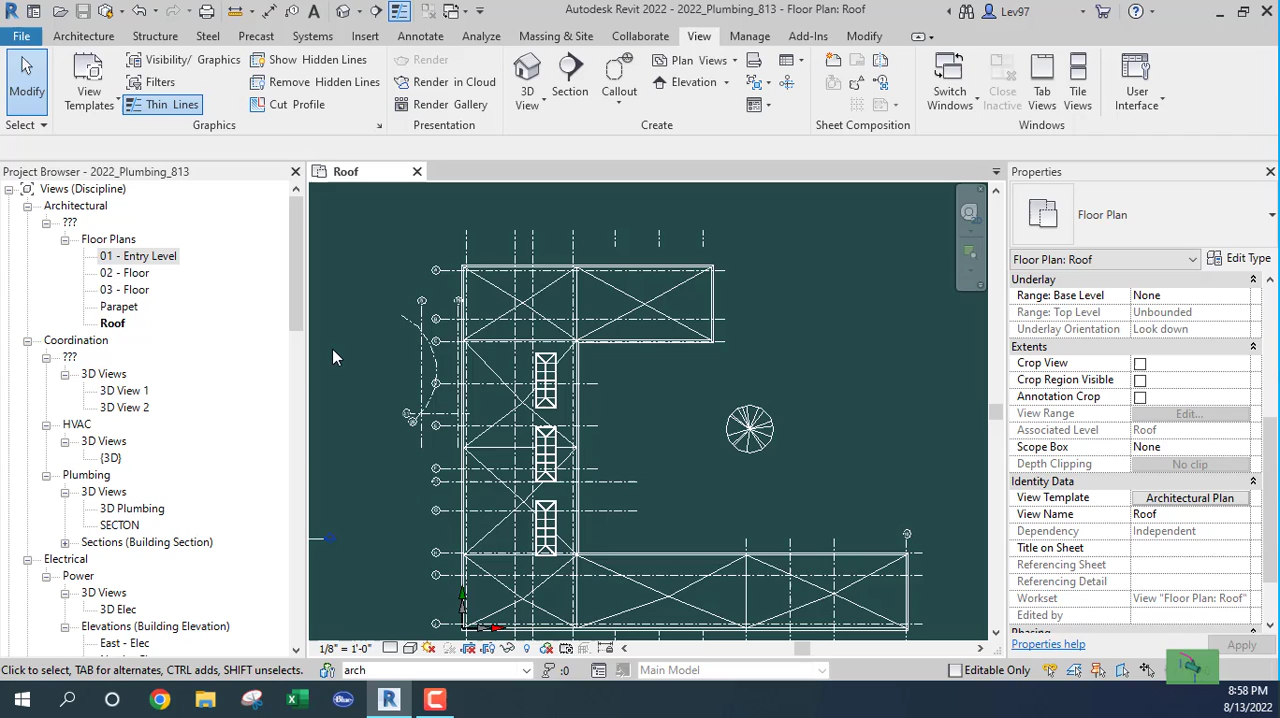 Autodesk Revit 2022 - 2022_Plumbing_813 - Floor Plan: Roof
Lev97
File
Architecture
Structure
Steel
Precast
Systems
Insert
Annotate
Analyze
Massing & Site
Collaborate
View
Manage
Add-Ins
Modify
Modify
Select
View
Templates
Visibility/ Graphics
Filters
Thin Lines
Show Hidden Lines
Remove Hidden Lines
Cut Profile
Graphics
Render
Render in Cloud
Render Gallery
Presentation
3D
View
Section
Callout
Plan Views
Elevation
Create
Sheet Composition
Switch
Windows
Close
Inactive
Tab
Views
Tile
Views
Windows
User
Interface
Project Browser - 2022_Plumbing_813
Views (Discipline)
Architectural
???
Floor Plans
01 - Entry Level
02 - Floor
03 - Floor
Parapet
Roof
Coordination
???
3D Views
3D View 1
3D View 2
HVAC
3D Views
{3D}
Plumbing
3D Views
3D Plumbing
SECTON
Sections (Building Section)
Electrical
Power
3D Views
3D Elec
Elevations (Building Elevation)
East - Elec
Roof
Properties
Floor Plan
Floor Plan: Roof
Edit Type
Underlay
Range: Base Level None
Range: Top Level Unbounded
Underlay Orientation Look down
Extents
Crop View
Crop Region Visible
Annotation Crop
View Range Edit...
Associated Level Roof
Scope Box None
Depth Clipping No clip
Identity Data
View Template Architectural Plan
View Name Roof
Dependency Independent
Title on Sheet
Referencing Sheet
Referencing Detail
Workset View "Floor Plan: Roof"
Edited by
Phasing
Properties help
Apply
1/8" = 1'-0"
Click to select, TAB for alternates, CTRL adds, SHIFT unselects
arch
:0
Main Model
Editable Only
:0
8:58 PM
8/13/2022